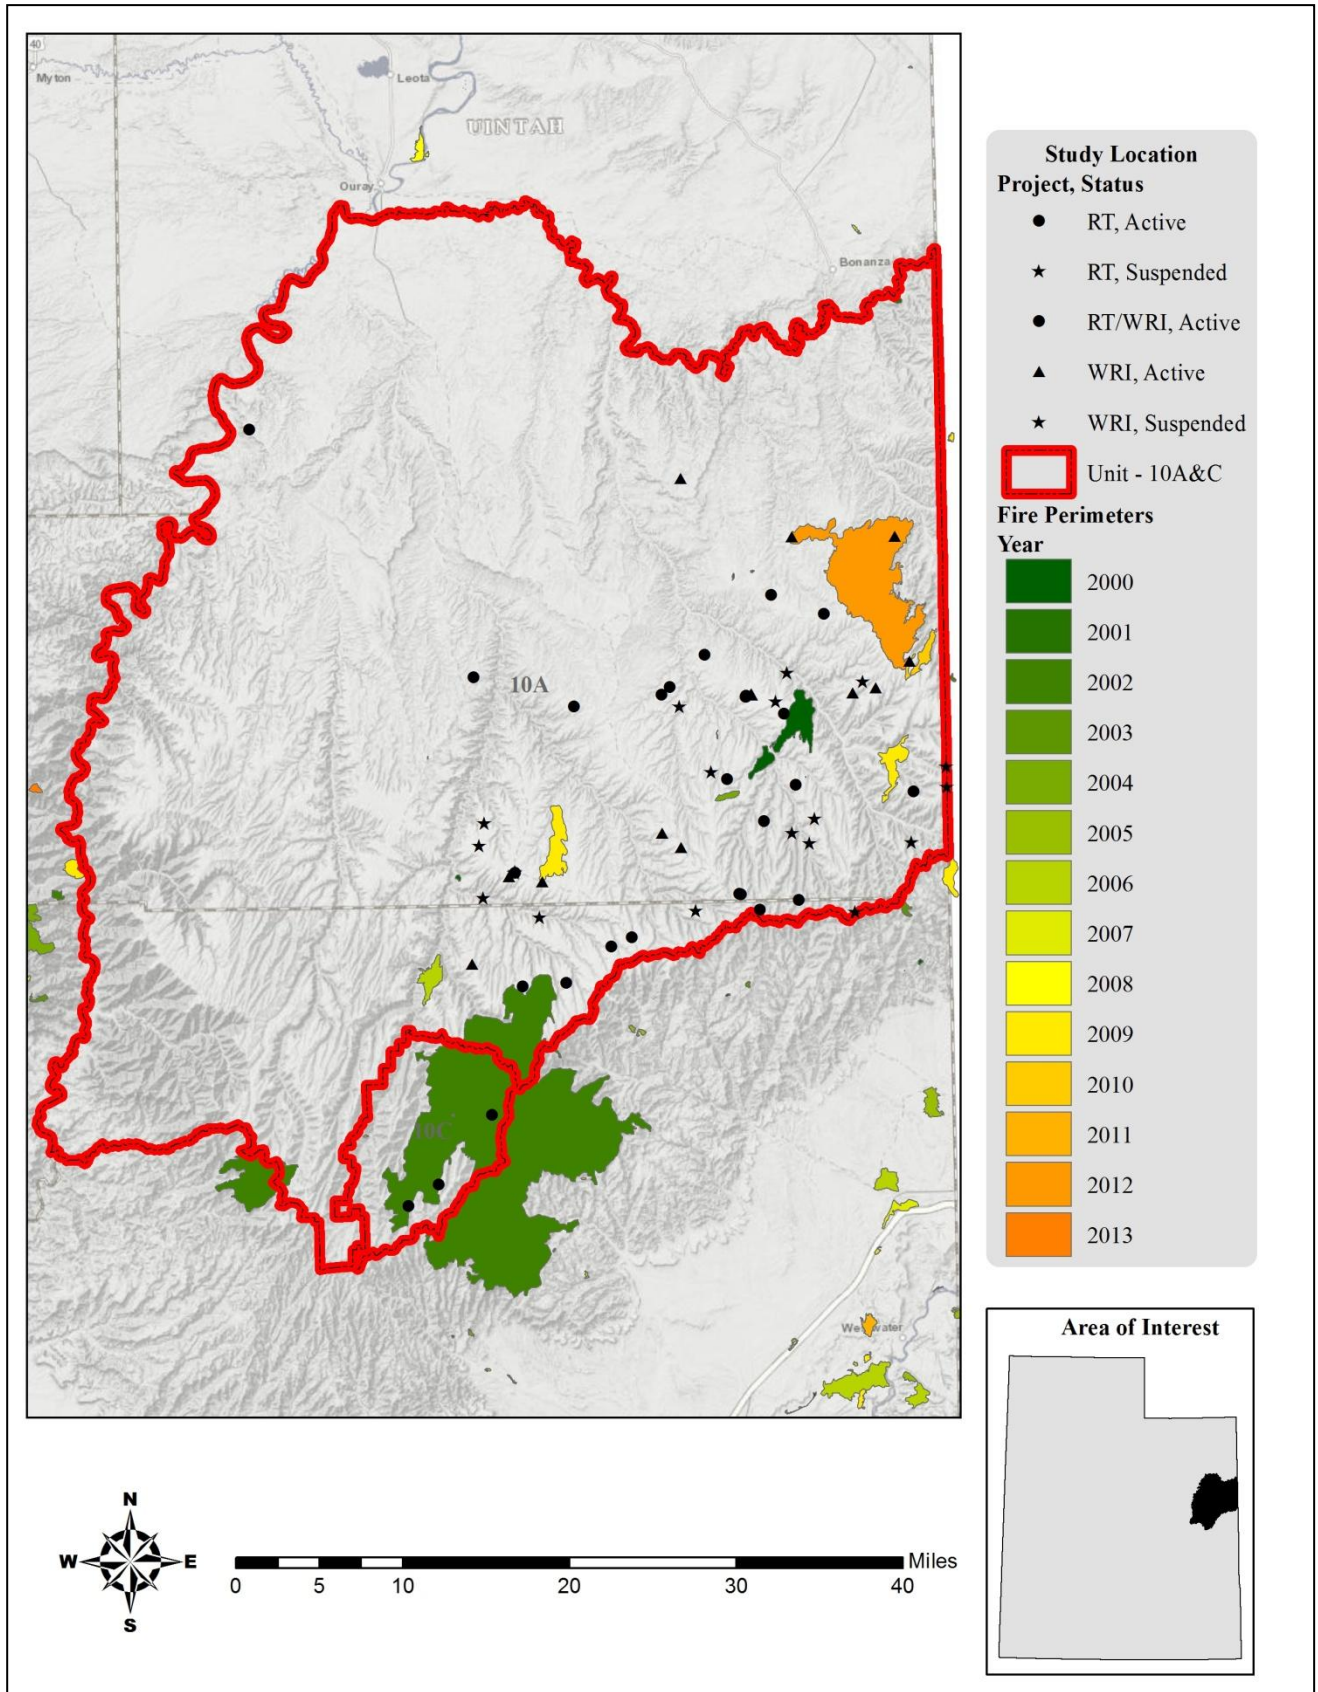 40
Myton
Leota
UINTAH
Ouray
Bonanza
10A
10C
Study Location
Project, Status
RT, Active
RT, Suspended
RT/WRI, Active
WRI, Active
WRI, Suspended
Unit - 10A&C
Fire Perimeters
Year
2000
2001
2002
2003
2004
2005
2006
2007
2008
2009
2010
2011
2012
2013
Area of Interest
N
W E
S
Miles
0 5 10 20 30 40